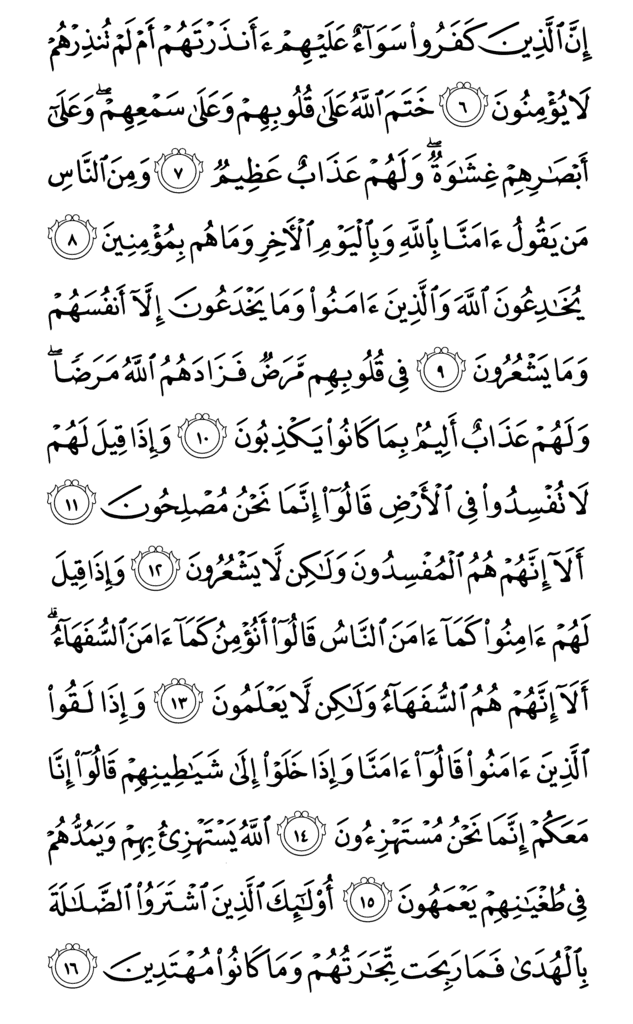 إِنَّ ٱلَّذِينَ كَفَرُوا۟ سَوَآءٌ عَلَيْهِمْ ءَأَنذَرْتَهُمْ أَمْ لَمْ تُنذِرْهُمْ
لَا يُؤْمِنُونَ ٦ خَتَمَ ٱللَّهُ عَلَىٰ قُلُوبِهِمْ وَعَلَىٰ سَمْعِهِمْ ۖ وَعَلَىٰٓ
أَبْصَـٰرِهِمْ غِشَـٰوَةٌ ۖ وَلَهُمْ عَذَابٌ عَظِيمٌ ٧ وَمِنَ ٱلنَّاسِ
مَن يَقُولُ ءَامَنَّا بِٱللَّهِ وَبِٱلْيَوْمِ ٱلْـَٔاخِرِ وَمَا هُم بِمُؤْمِنِينَ ٨
يُخَـٰدِعُونَ ٱللَّهَ وَٱلَّذِينَ ءَامَنُوا۟ وَمَا يَخْدَعُونَ إِلَّآ أَنفُسَهُمْ
وَمَا يَشْعُرُونَ ٩ فِى قُلُوبِهِم مَّرَضٌ فَزَادَهُمُ ٱللَّهُ مَرَضًا ۖ
وَلَهُمْ عَذَابٌ أَلِيمٌۢ بِمَا كَانُوا۟ يَكْذِبُونَ ١٠ وَإِذَا قِيلَ لَهُمْ
لَا تُفْسِدُوا۟ فِى ٱلْأَرْضِ قَالُوٓا۟ إِنَّمَا نَحْنُ مُصْلِحُونَ ١١
أَلَآ إِنَّهُمْ هُمُ ٱلْمُفْسِدُونَ وَلَـٰكِن لَّا يَشْعُرُونَ ١٢ وَإِذَا قِيلَ
لَهُمْ ءَامِنُوا۟ كَمَآ ءَامَنَ ٱلنَّاسُ قَالُوٓا۟ أَنُؤْمِنُ كَمَآ ءَامَنَ ٱلسُّفَهَآءُ ۗ
أَلَآ إِنَّهُمْ هُمُ ٱلسُّفَهَآءُ وَلَـٰكِن لَّا يَعْلَمُونَ ١٣ وَإِذَا لَقُوا۟
ٱلَّذِينَ ءَامَنُوا۟ قَالُوٓا۟ ءَامَنَّا وَإِذَا خَلَوْا۟ إِلَىٰ شَيَـٰطِينِهِمْ قَالُوٓا۟ إِنَّا
مَعَكُمْ إِنَّمَا نَحْنُ مُسْتَهْزِءُونَ ١٤ ٱللَّهُ يَسْتَهْزِئُ بِهِمْ وَيَمُدُّهُمْ
فِى طُغْيَـٰنِهِمْ يَعْمَهُونَ ١٥ أُو۟لَـٰٓئِكَ ٱلَّذِينَ ٱشْتَرَوُا۟ ٱلضَّلَـٰلَةَ
بِٱلْهُدَىٰ فَمَا رَبِحَت تِّجَـٰرَتُهُمْ وَمَا كَانُوا۟ مُهْتَدِينَ ١٦